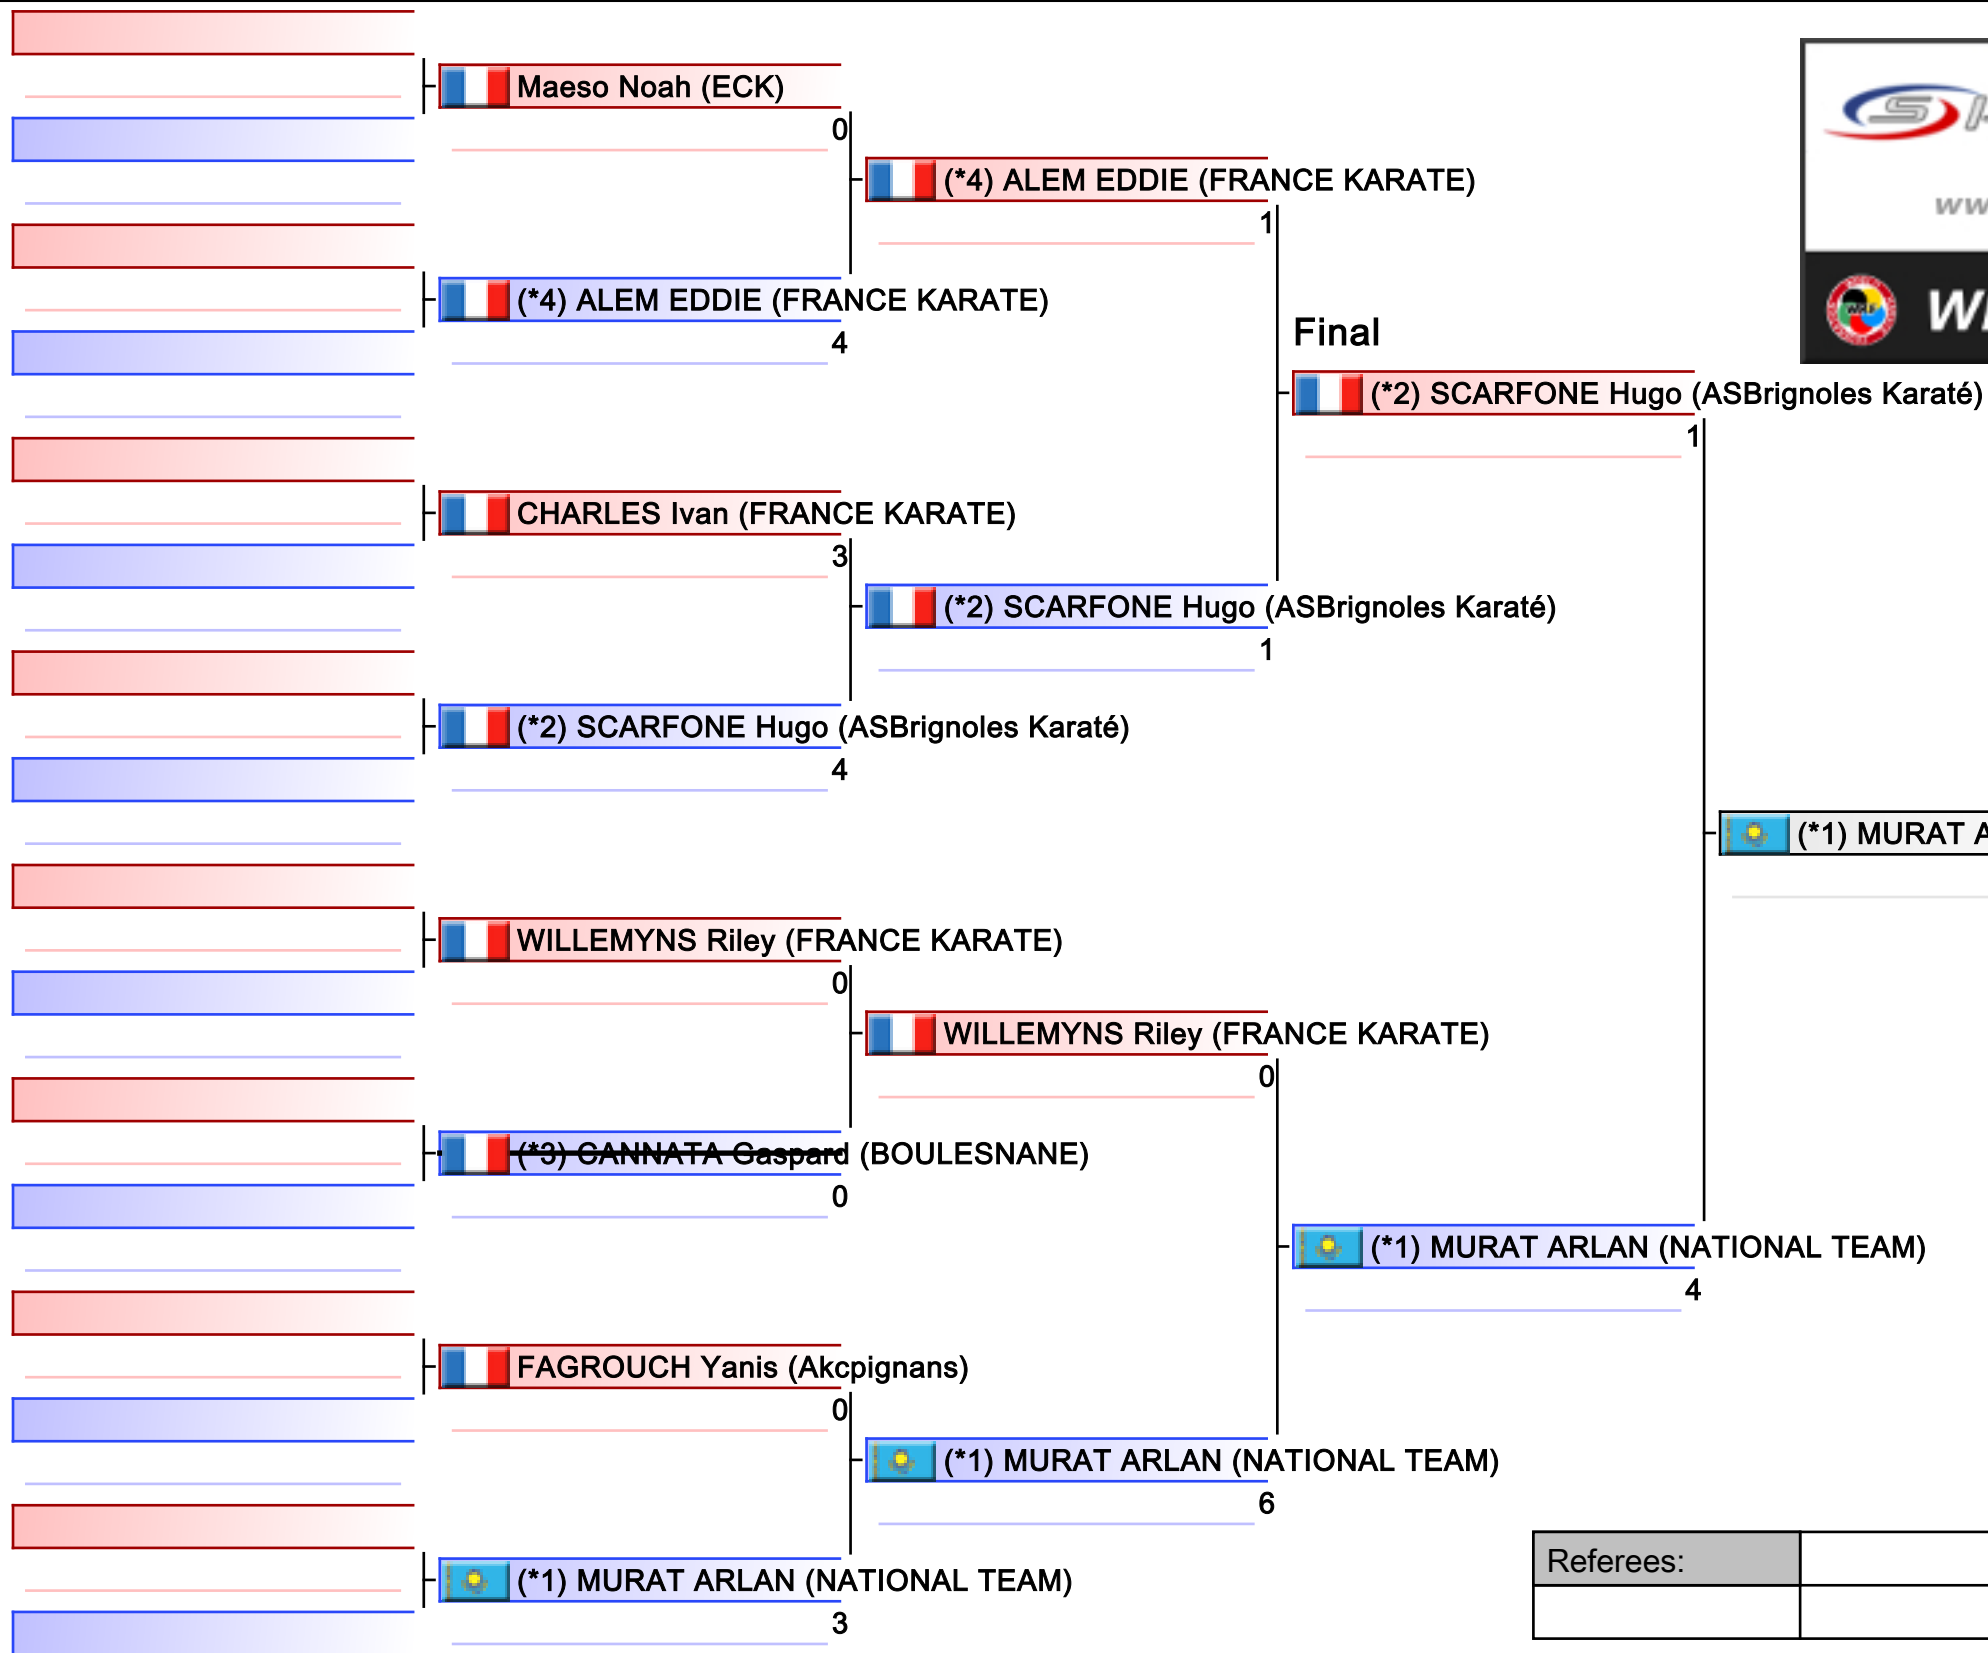 Maeso Noah (ECK)
0
(*4) ALEM EDDIE (FRANCE KARATE)
1
(*4) ALEM EDDIE (FRANCE KARATE)
4
Final
(*2) SCARFONE Hugo (ASBrignoles Karaté)
1
CHARLES Ivan (FRANCE KARATE)
3
(*2) SCARFONE Hugo (ASBrignoles Karaté)
1
(*2) SCARFONE Hugo (ASBrignoles Karaté)
4
(*1) MURAT
WILLEMYNS Riley (FRANCE KARATE)
0
WILLEMYNS Riley (FRANCE KARATE)
0
(*3) CANNATA Gaspard (BOULESNANE)
0
(*1) MURAT ARLAN (NATIONAL TEAM)
4
FAGROUCH Yanis (Akcpignans)
0
(*1) MURAT ARLAN (NATIONAL TEAM)
6
(*1) MURAT ARLAN (NATIONAL TEAM)
3
Referees: